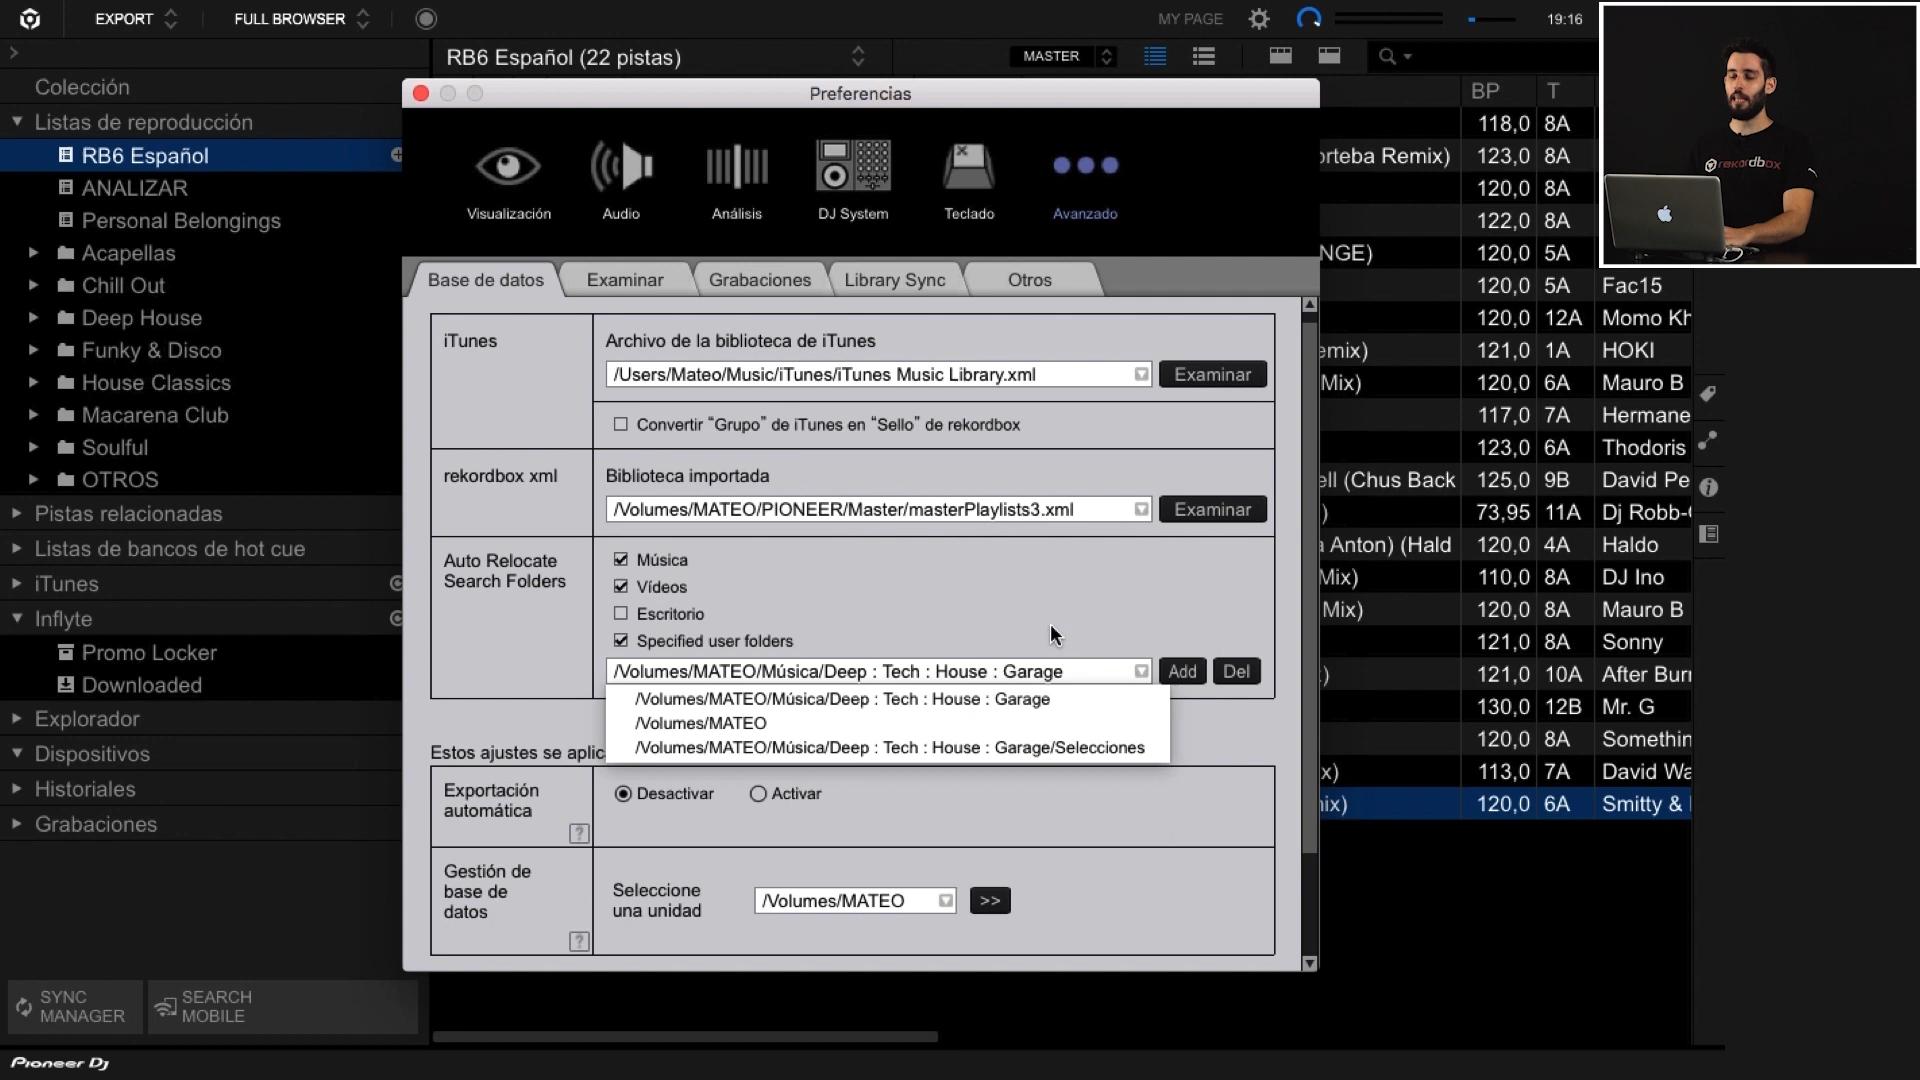 EXPORT
FULL BROWSER
MY PAGE
19:16
RB6 Español (22 pistas)
MASTER
Colección
Listas de reproducción
RB6 Español
ANALIZAR
Personal Belongings
Acapellas
Chill Out
Deep House
Funky & Disco
House Classics
Macarena Club
Soulful
OTROS
Pistas relacionadas
Listas de bancos de hot cue
iTunes
Inflyte
Promo Locker
Downloaded
Explorador
Dispositivos
Historiales
Grabaciones
SYNC
MANAGER
SEARCH
MOBILE
Pioneer Dj
Preferencias
Visualización
Audio
Análisis
DJ System
Teclado
Avanzado
Base de datos
Examinar
Grabaciones
Library Sync
Otros
iTunes
Archivo de la biblioteca de iTunes
/Users/Mateo/Music/iTunes/iTunes Music Library.xml
Examinar
Convertir “Grupo” de iTunes en “Sello” de rekordbox
rekordbox xml
Biblioteca importada
/Volumes/MATEO/PIONEER/Master/masterPlaylists3.xml
Examinar
Auto Relocate
Search Folders
Música
Vídeos
Escritorio
Specified user folders
/Volumes/MATEO/Música/Deep : Tech : House : Garage
Add
Del
/Volumes/MATEO/Música/Deep : Tech : House : Garage
/Volumes/MATEO
/Volumes/MATEO/Música/Deep : Tech : House : Garage/Selecciones
Estos ajustes se aplic
Exportación
automática
?
Desactivar
Activar
Gestión de
base de
datos
?
Seleccione
una unidad
/Volumes/MATEO
>>
BP T
118,0 8A
orteba Remix) 123,0 8A
120,0 8A
122,0 8A
NGE) 120,0 5A
120,0 5A Fac15
120,0 12A Momo Kh
emix) 121,0 1A HOKI
Mix) 120,0 6A Mauro B
117,0 7A Hermane
123,0 6A Thodoris
ell (Chus Back 125,0 9B David Pe
) 73,95 11A Dj Robb-
a Anton) (Hald 120,0 4A Haldo
Mix) 110,0 8A DJ Ino
Mix) 120,0 8A Mauro B
121,0 8A Sonny
) 121,0 10A After Burn
130,0 12B Mr. G
120,0 8A Somethin
x) 113,0 7A David Wa
nix) 120,0 6A Smitty &
rekordbox